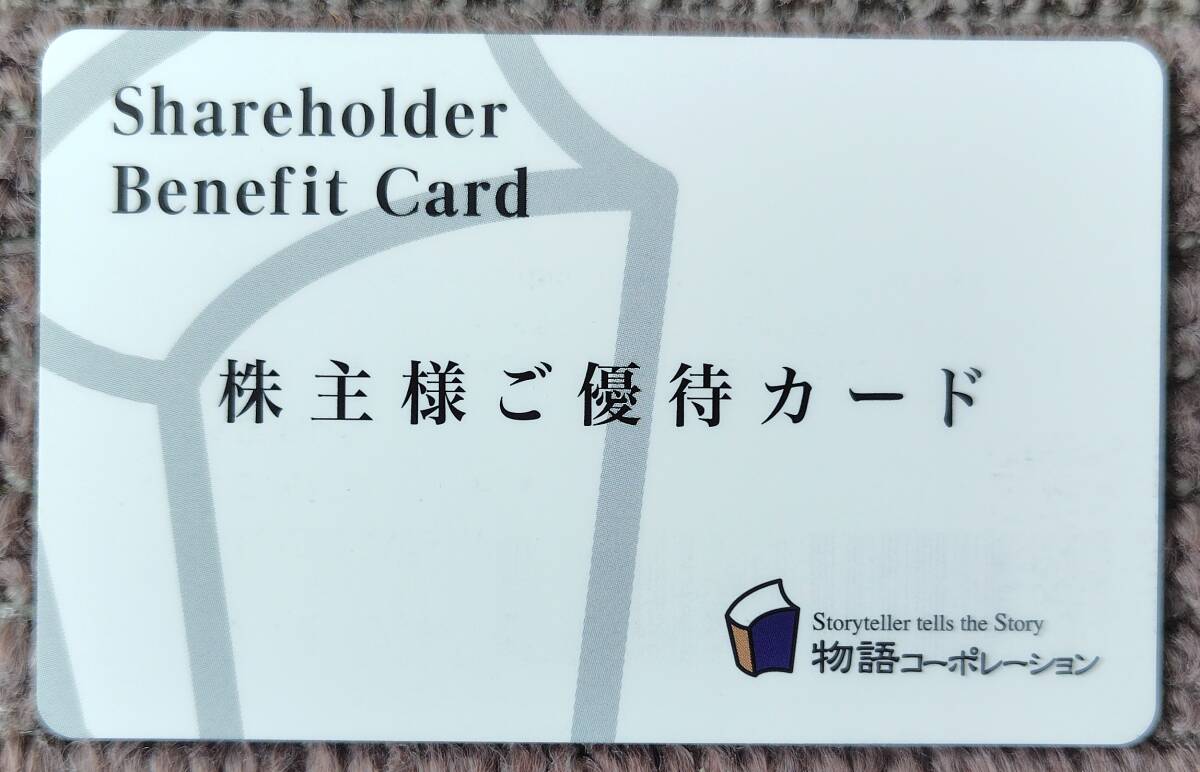 Shareholder
Benefit Card
株主様ご優待カード
Storyteller tells the Story
物語コーポレーション